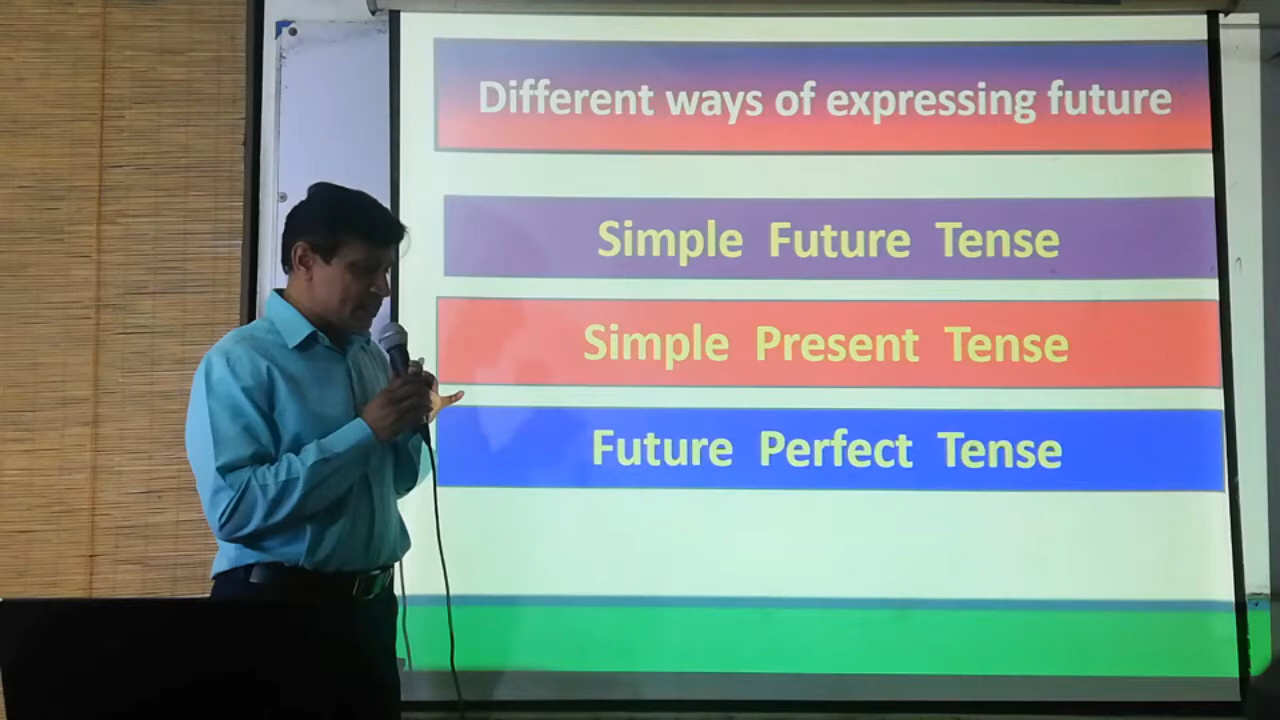 Different ways of expressing future
Simple Future Tense
Simple Present Tense
Future Perfect Tense